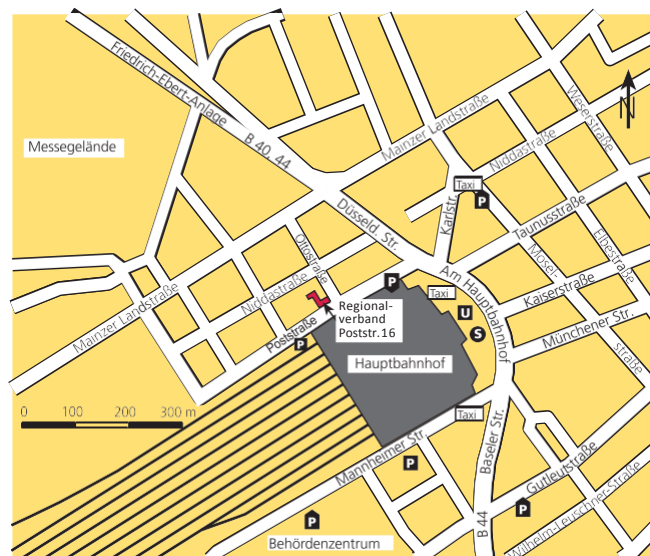 Friedrich-Ebert-Anlage
B 40, 44
Messegelände
Mainzer Landstraße
Weserstraße
N
Niddastraße
Taxi
P
Karlstr.
Taunusstraße
Düsseld. Str.
Ottostraße
Niddastraße
Mosel-
straße
Elbestraße
Am Hauptbahnhof
Kaiserstraße
Münchener Str.
P
Taxi
U
S
Regional-
verband
Poststr.16
Mainzer Landstraße
Poststraße
P
Hauptbahnhof
0 100 200 300 m
Taxi
Mannheimer Str.
P
Baseler Str.
Gutleutstraße
P
P
B 44
Wilhelm-Leuschner-Straße
Behördenzentrum